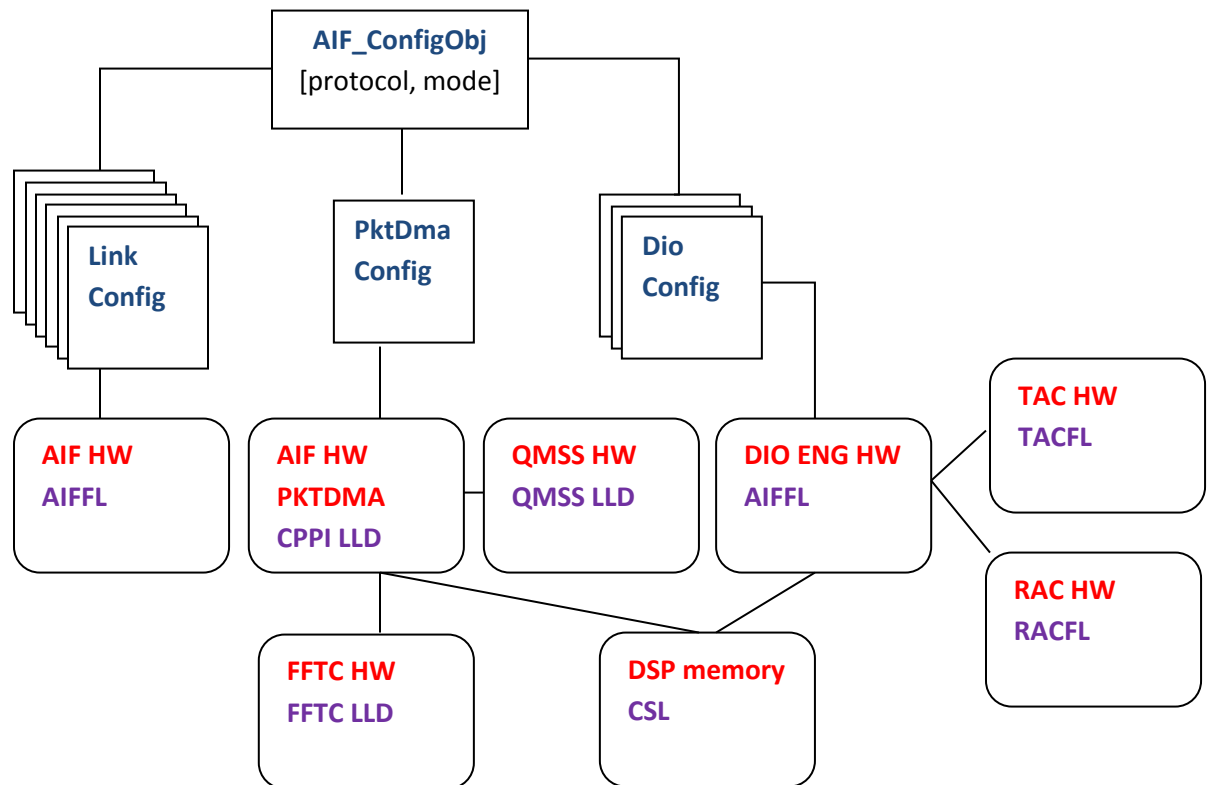 AIF_ConfigObj
[protocol, mode]
Link
Config
PktDma
Config
Dio
Config
AIF HW
AIFFL
AIF HW
PKTDMA
CPPI LLD
QMSS HW
QMSS LLD
DIO ENG HW
AIFFL
TAC HW
TACFL
RAC HW
RACFL
FFTC HW
FFTC LLD
DSP memory
CSL